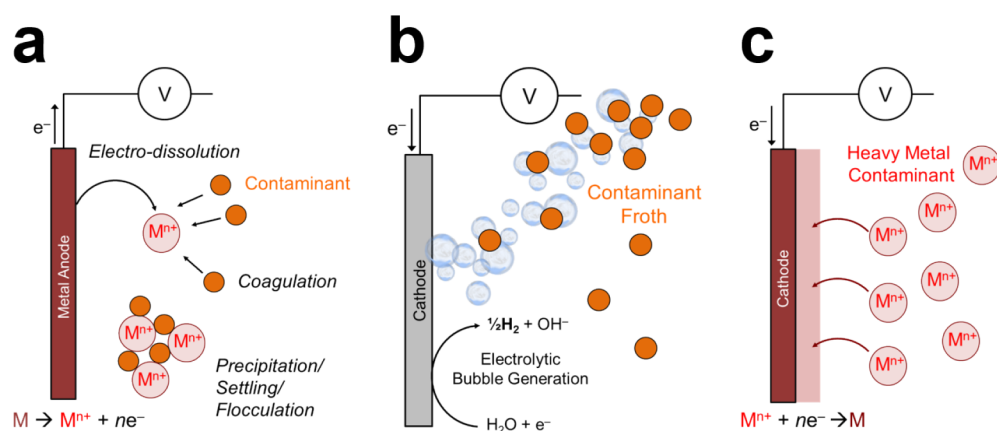 a
V
e⁻
Electro-dissolution
Contaminant
Mⁿ⁺
Metal Anode
Coagulation
Mⁿ⁺
Mⁿ⁺
Mⁿ⁺
Precipitation/
Settling/
Flocculation
M → Mⁿ⁺ + ne⁻
b
V
e⁻
Contaminant
Froth
Cathode
½H₂ + OH⁻
Electrolytic
Bubble Generation
H₂O + e⁻
c
V
e⁻
Heavy Metal
Contaminant
Mⁿ⁺
Mⁿ⁺
Mⁿ⁺
Cathode
Mⁿ⁺
Mⁿ⁺
Mⁿ⁺
Mⁿ⁺
Mⁿ⁺ + ne⁻ → M